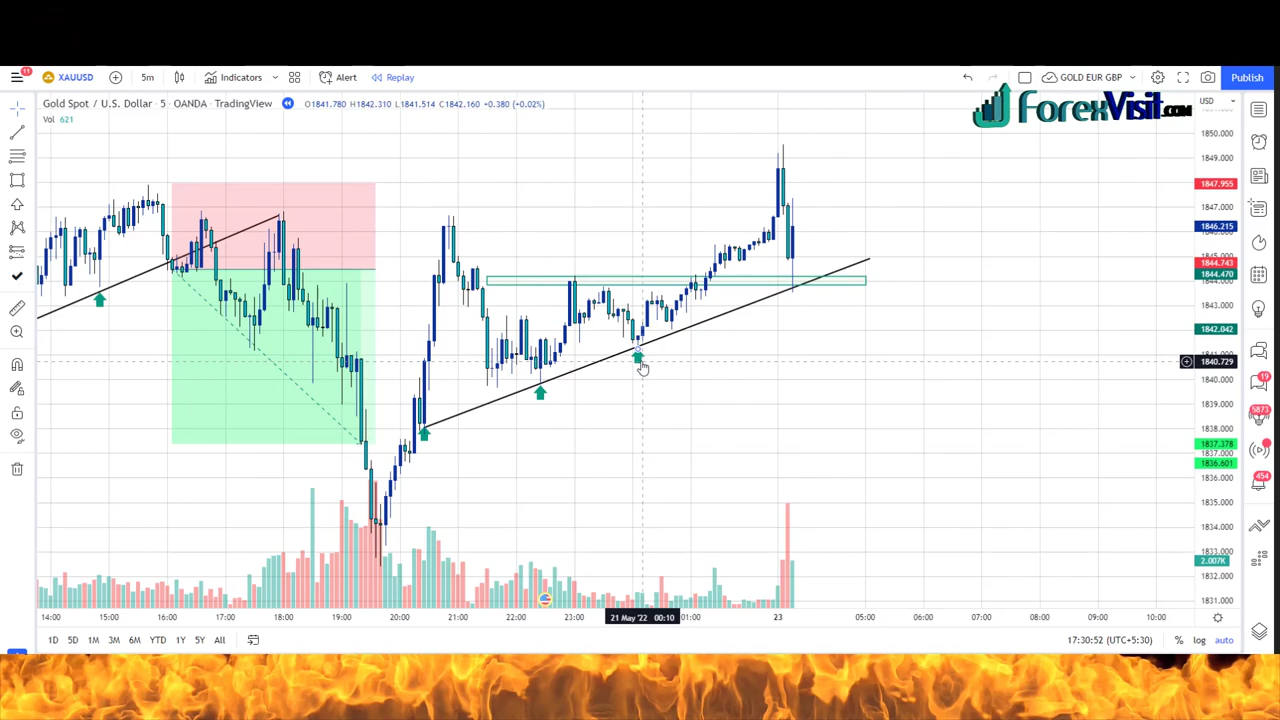 11
XAUUSD
5m
Indicators
Alert
Replay
GOLD EUR GBP
Publish
Gold Spot / U.S. Dollar · 5 · OANDA · TradingView
O1841.780 H1842.310 L1841.514 C1842.160 +0.380 (+0.02%)
Vol 621
ForexVisit.COM
USD
1850.000
1849.000
1847.955
1847.000
1846.215
1844.743
1844.470
1843.000
1842.042
1840.729
1840.000
1839.000
1838.000
1837.378
1837.000
1836.601
1836.000
1835.000
1834.000
1833.000
2.007K
1832.000
1831.000
19
5873
454
14:00
15:00
16:00
17:00
18:00
19:00
20:00
21:00
22:00
23:00
21 May '22 00:10
01:00
23
05:00
06:00
07:00
08:00
09:00
10:00
1D
5D
1M
3M
6M
YTD
1Y
5Y
All
17:30:52 (UTC+5:30)
%
log
auto